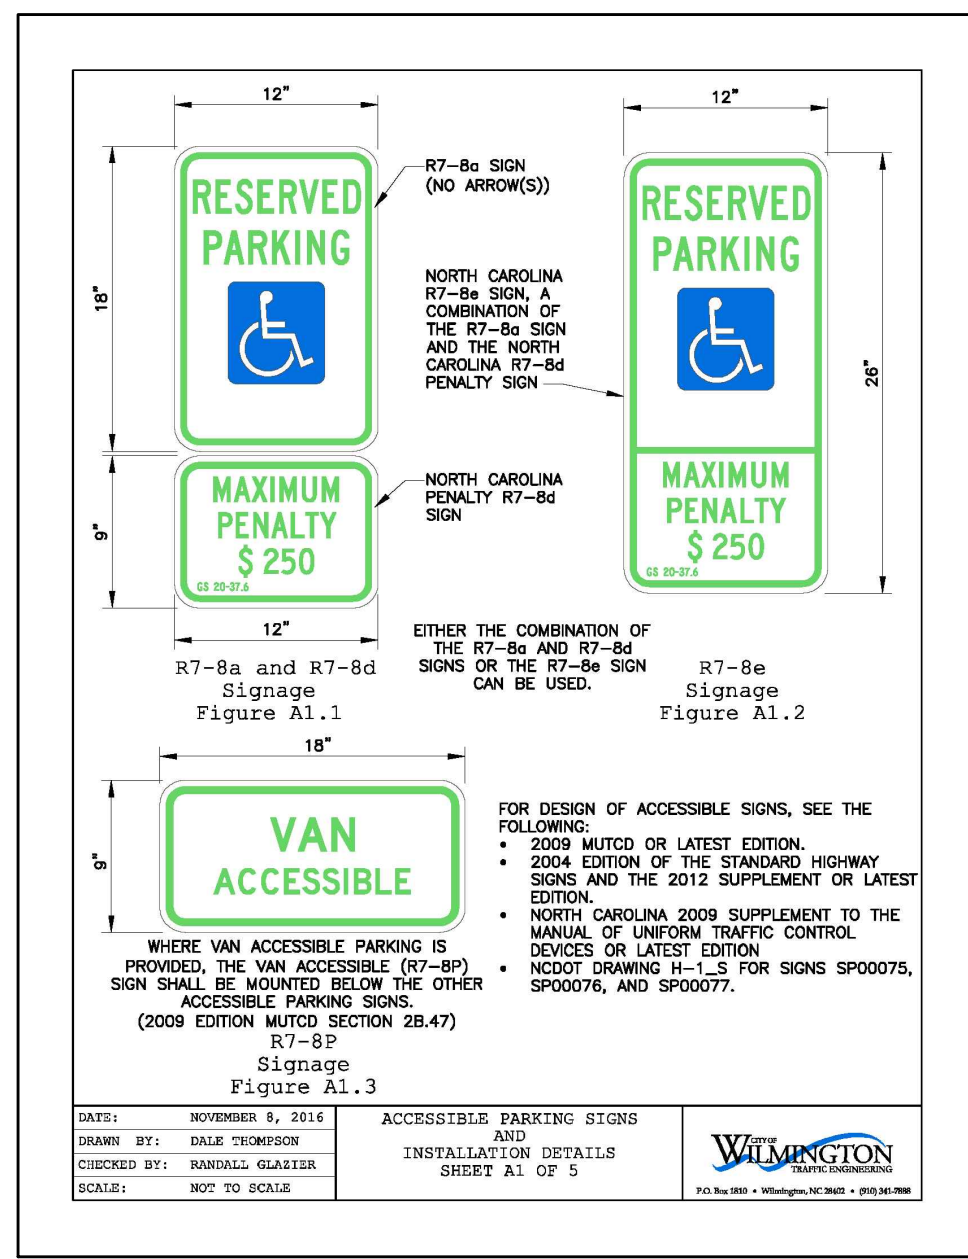 12"
RESERVED
PARKING
18"
R7-8a SIGN
(NO ARROW(S))
MAXIMUM
PENALTY
$ 250
GS 20-37.6
9"
NORTH CAROLINA
PENALTY R7-8d
SIGN
12"
R7-8a and R7-8d
Signage
Figure A1.1
NORTH CAROLINA
R7-8e SIGN, A
COMBINATION OF
THE R7-8a SIGN
AND THE NORTH
CAROLINA R7-8d
PENALTY SIGN
12"
RESERVED
PARKING
26"
MAXIMUM
PENALTY
$ 250
GS 20-37.6
EITHER THE COMBINATION OF
THE R7-8a AND R7-8d
SIGNS OR THE R7-8e SIGN
CAN BE USED.
R7-8e
Signage
Figure A1.2
18"
9"
VAN
ACCESSIBLE
WHERE VAN ACCESSIBLE PARKING IS
PROVIDED, THE VAN ACCESSIBLE (R7-8P)
SIGN SHALL BE MOUNTED BELOW THE OTHER
ACCESSIBLE PARKING SIGNS.
(2009 EDITION MUTCD SECTION 2B.47)
R7-8P
Signage
Figure A1.3
FOR DESIGN OF ACCESSIBLE SIGNS, SEE THE
FOLLOWING:
• 2009 MUTCD OR LATEST EDITION.
• 2004 EDITION OF THE STANDARD HIGHWAY
SIGNS AND THE 2012 SUPPLEMENT OR LATEST
EDITION.
• NORTH CAROLINA 2009 SUPPLEMENT TO THE
MANUAL OF UNIFORM TRAFFIC CONTROL
DEVICES OR LATEST EDITION
• NCDOT DRAWING H-1_S FOR SIGNS SP00075,
SP00076, AND SP00077.
DATE: NOVEMBER 8, 2016
DRAWN BY: DALE THOMPSON
CHECKED BY: RANDALL GLAZIER
SCALE: NOT TO SCALE
ACCESSIBLE PARKING SIGNS
AND
INSTALLATION DETAILS
SHEET A1 OF 5
CITY OF
WILMINGTON
TRAFFIC ENGINEERING
P.O. Box 1810 • Wilmington, NC 28402 • (910) 341-7888